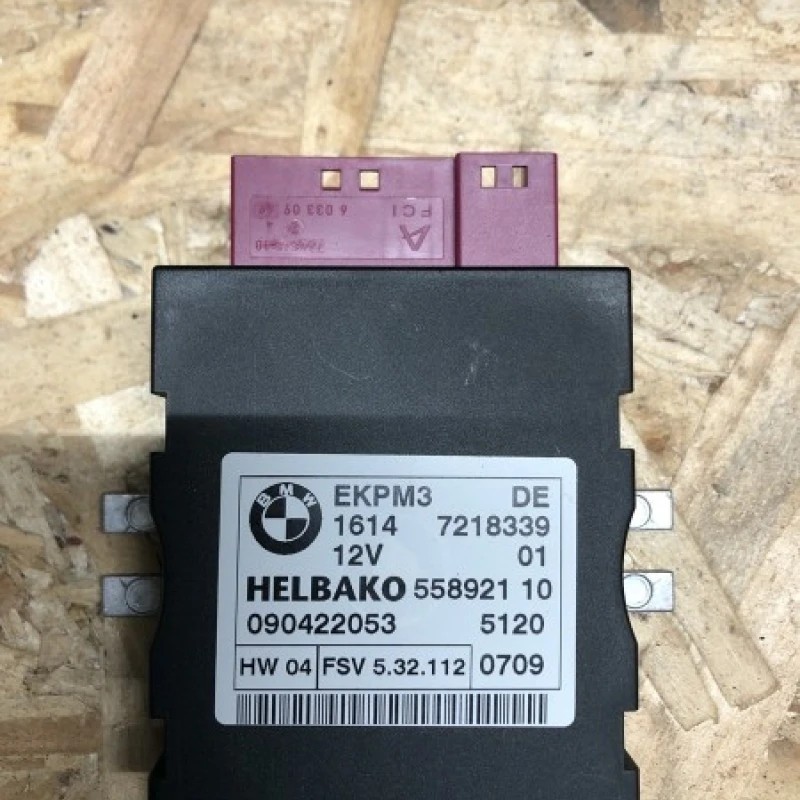 FCI
A
6 033 09
BMW
EKPM3 DE
1614 7218339
12V 01
HELBAKO 558921 10
090422053 5120
HW 04 FSV 5.32.112 0709